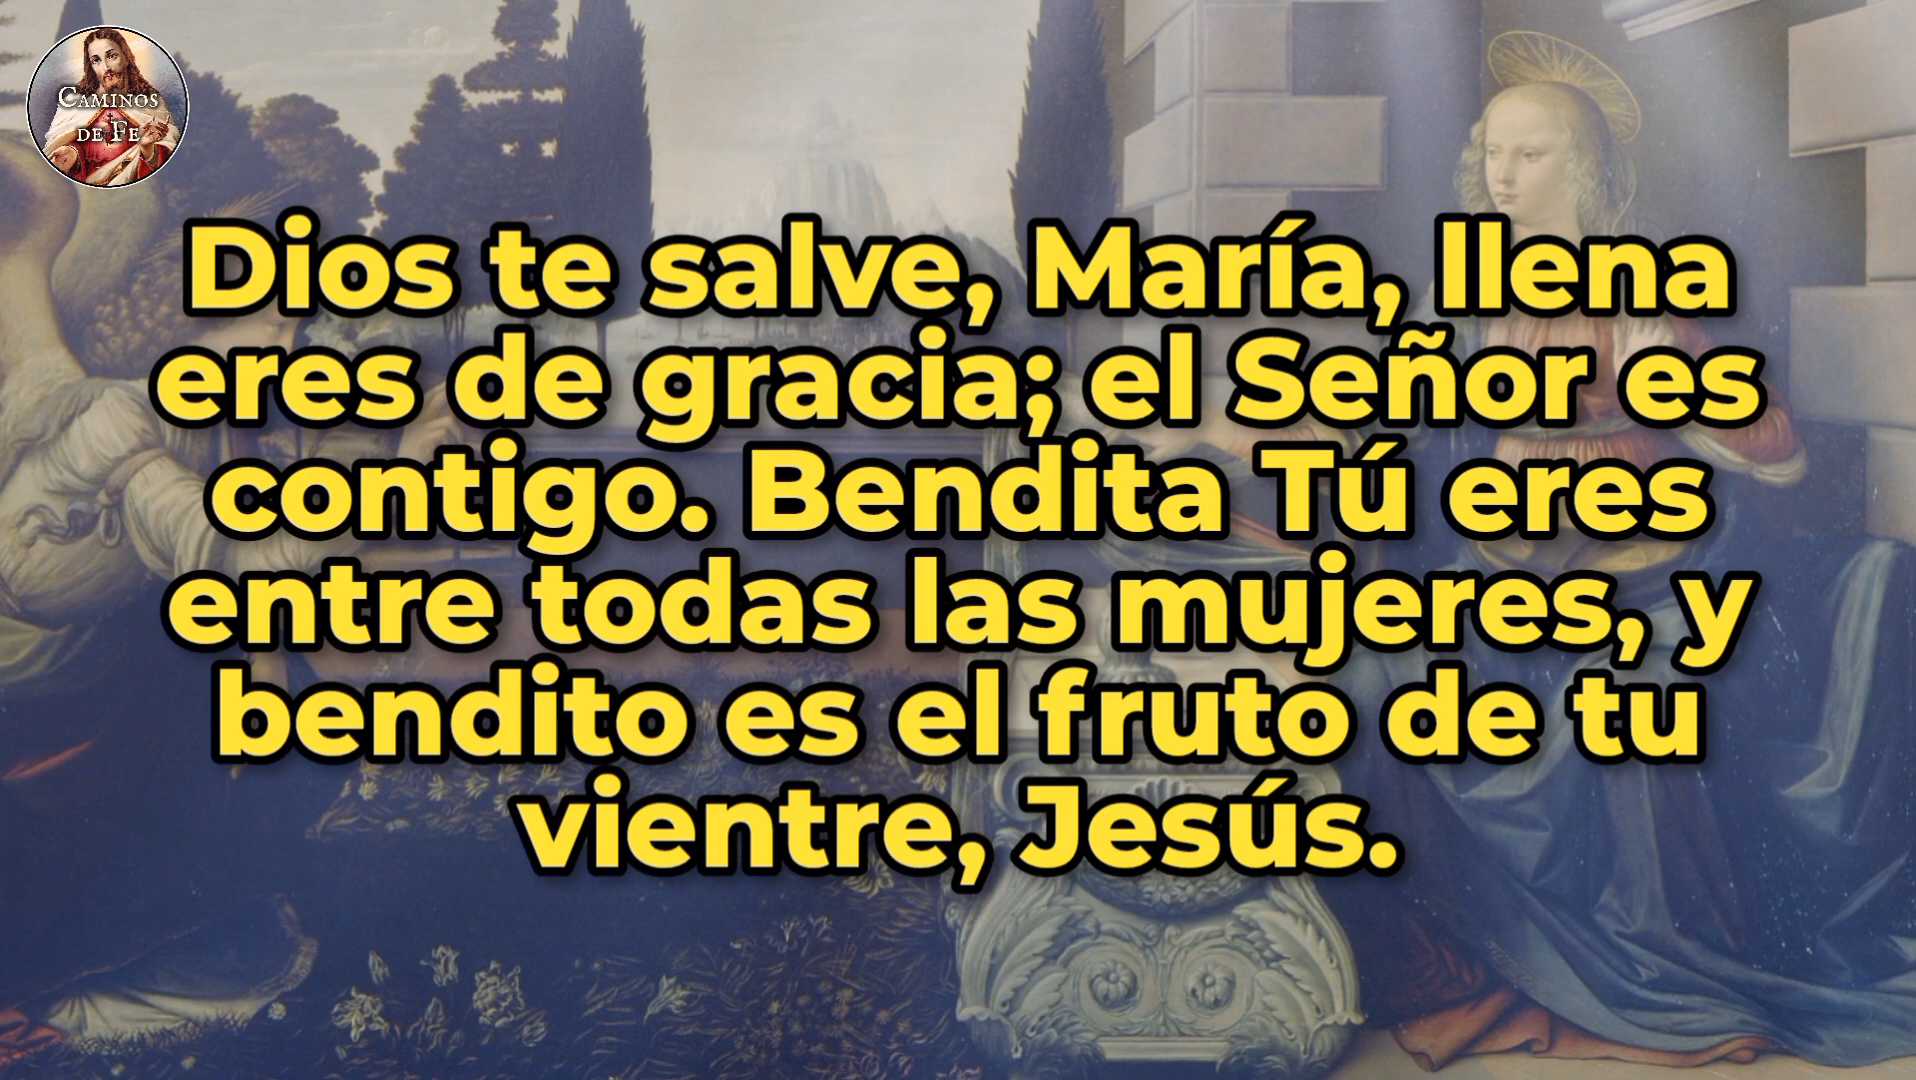 CAMINOS
DE FE
Dios te salve, María, llena
eres de gracia; el Señor es
contigo. Bendita Tú eres
entre todas las mujeres, y
bendito es el fruto de tu
vientre, Jesús.